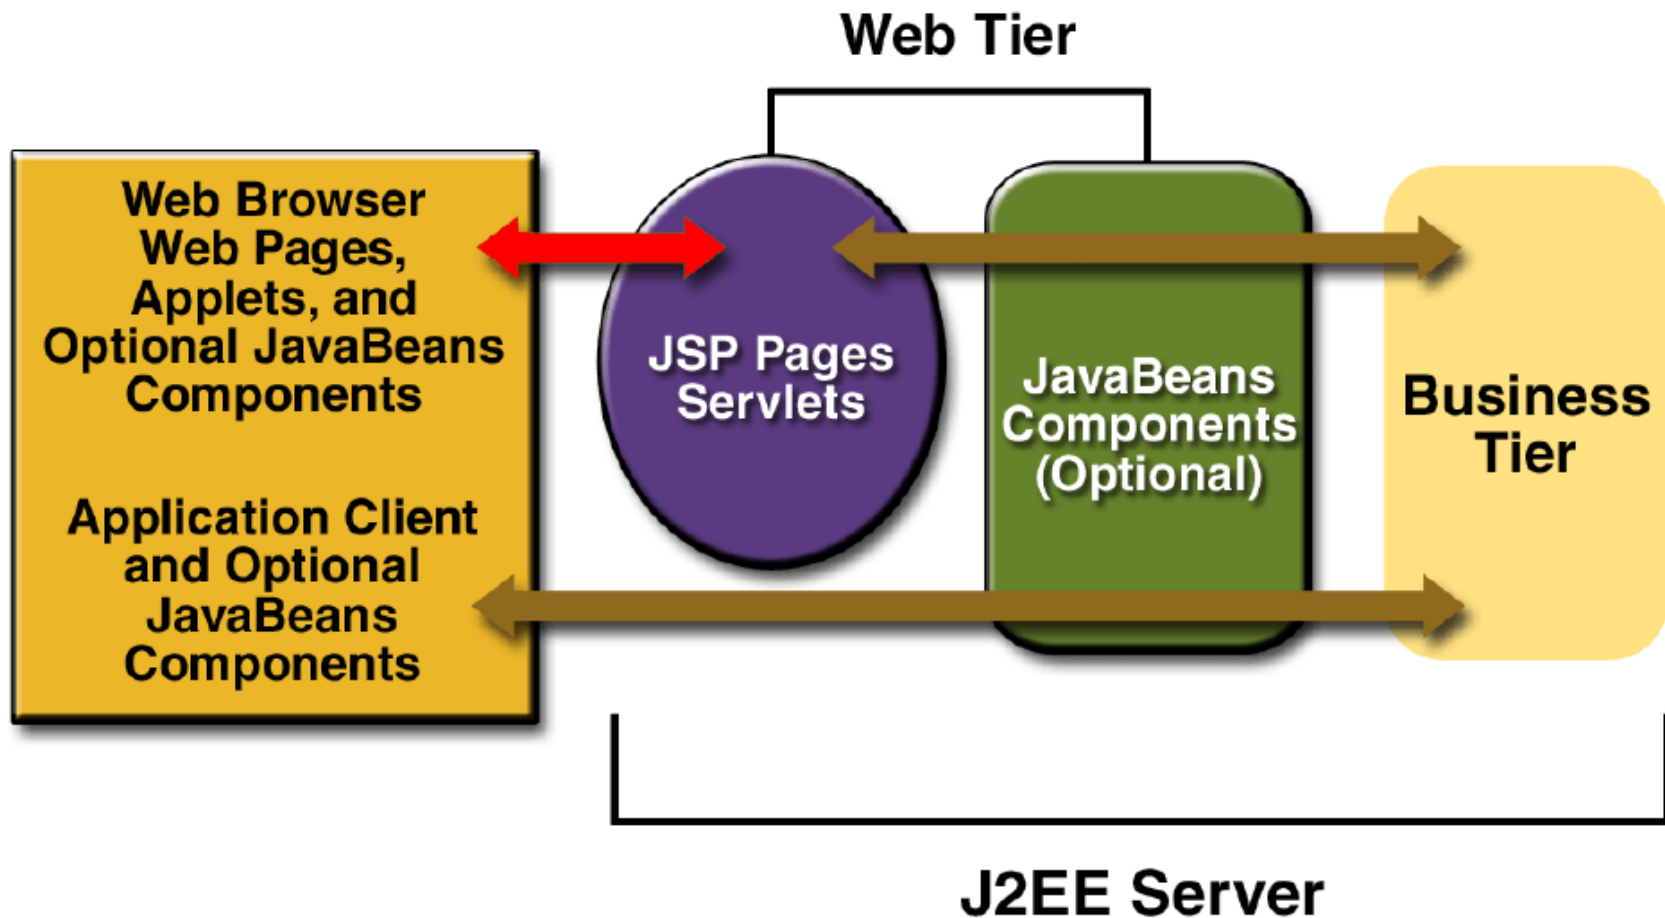 Web Tier
Web Browser
Web Pages,
Applets, and
Optional JavaBeans
Components
Application Client
and Optional
JavaBeans
Components
JSP Pages
Servlets
JavaBeans
Components
(Optional)
Business
Tier
J2EE Server